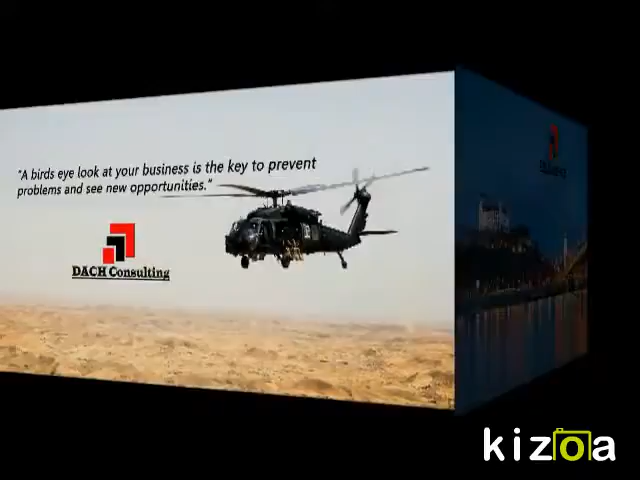 "A birds eye look at your business is the key to prevent
problems and see new opportunities."
DACH Consulting
kizoa